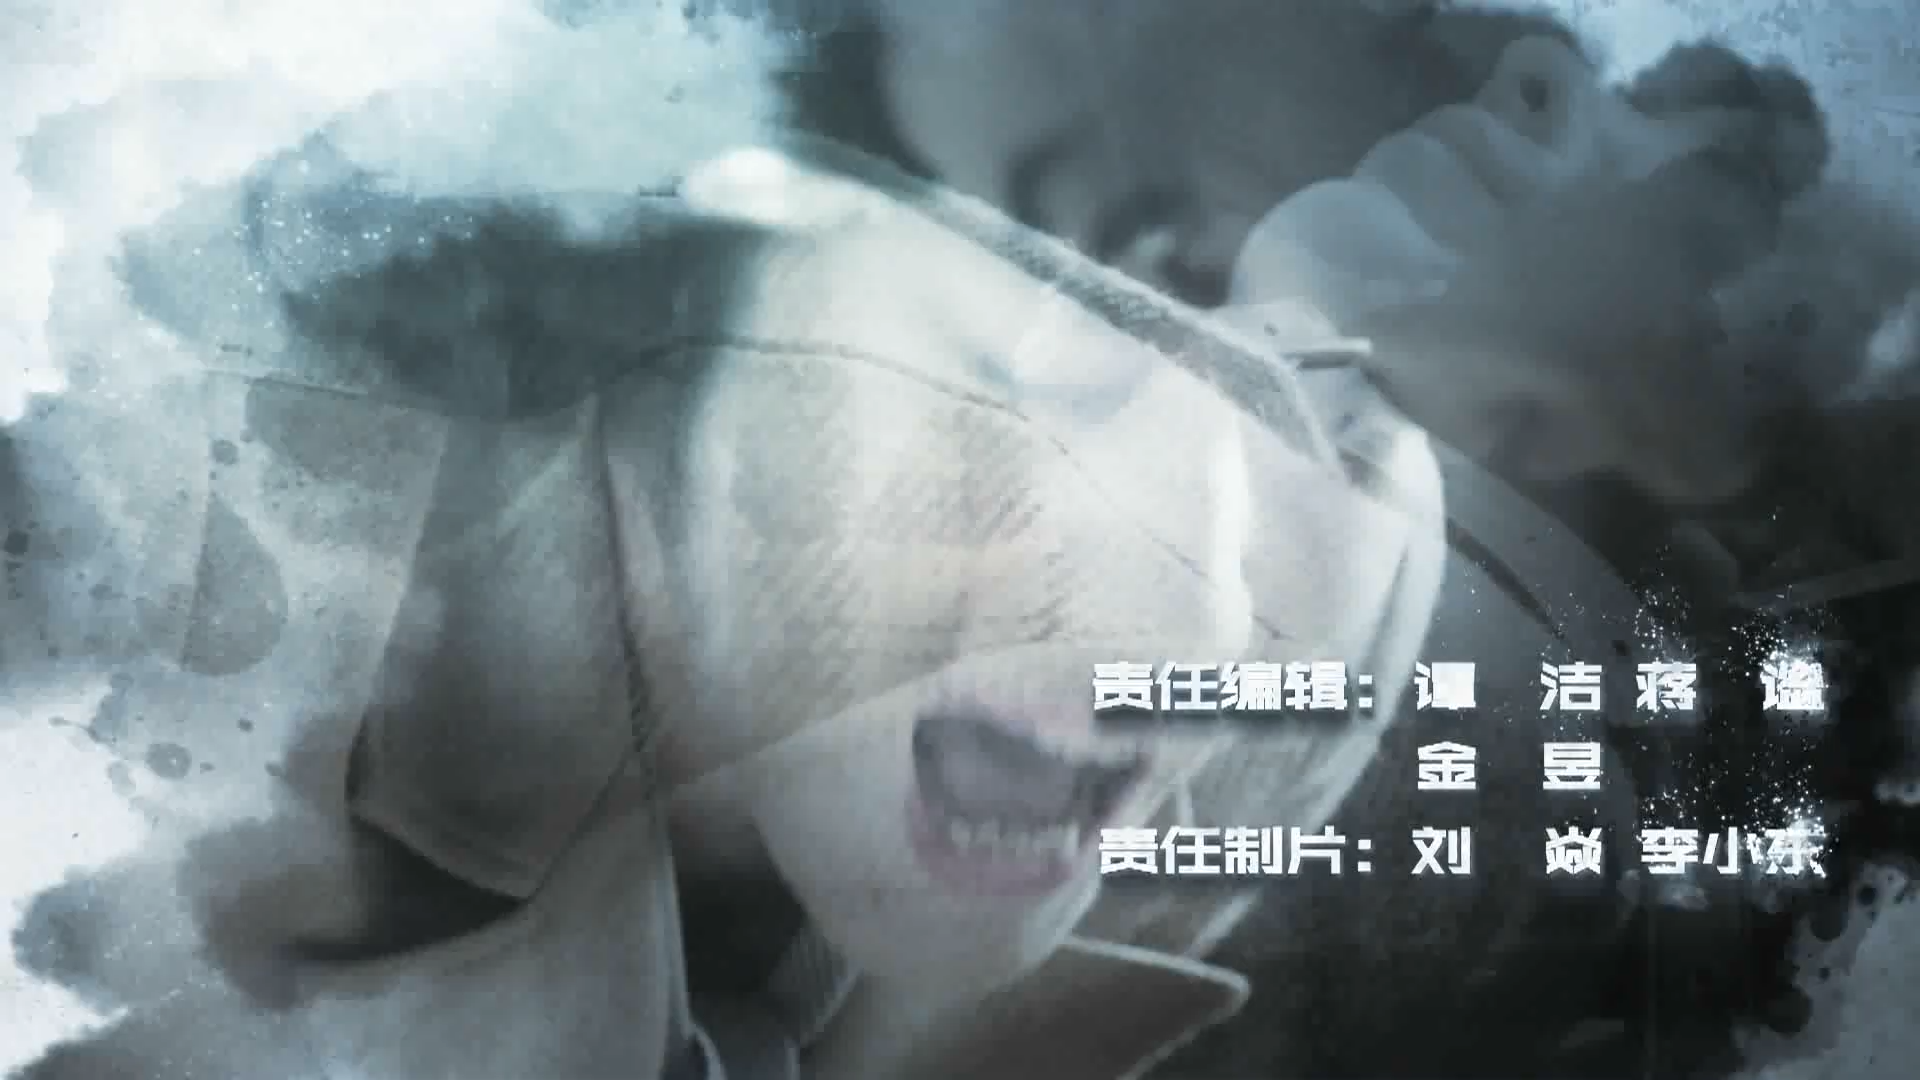 责任编辑：谭 洁 蒋 谧
金 昱
责任制片：刘 焱 李小东